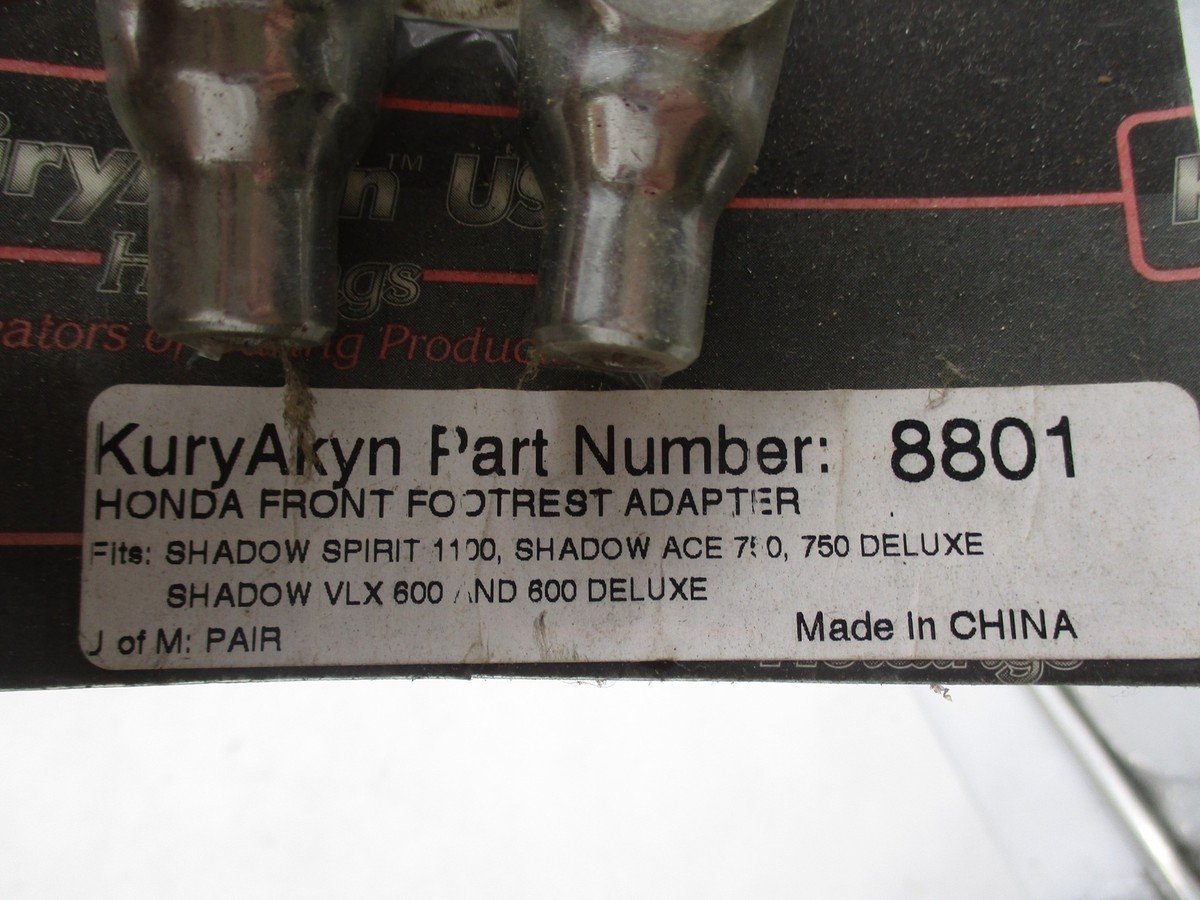 KuryAkyn Part Number: 8801
HONDA FRONT FOOTREST ADAPTER
Fits: SHADOW SPIRIT 1100, SHADOW ACE 750, 750 DELUXE
SHADOW VLX 600 AND 600 DELUXE
U of M: PAIR
Made In CHINA